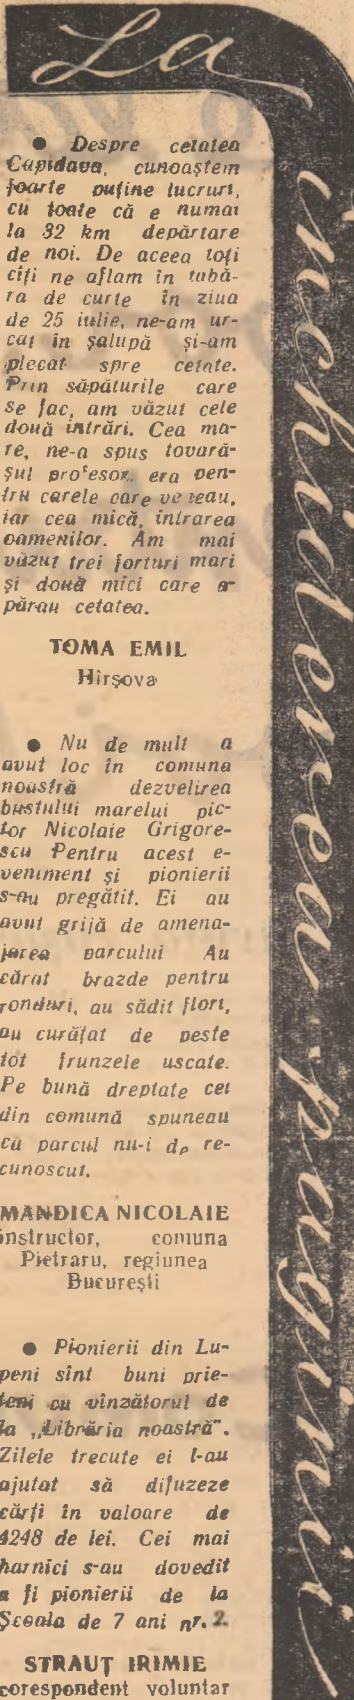 La
închiderea paginii
● Despre cetatea
Capidava, cunoaștem
foarte puține lucruri,
cu toate că e numai
la 32 km depărtare
de noi. De aceea toți
cîți ne aflam în tabă-
ra de curte în ziua
de 25 iulie, ne-am ur-
cat în șalupă și-am
plecat spre cetate.
Prin săpăturile care
se fac, am văzut cele
două intrări. Cea ma-
re, ne-a spus tovară-
șul profesor, era pen-
tru carele care veneau,
iar cea mică, intrarea
oamenilor. Am mai
văzut trei forturi mari
și două mici care a-
părau cetatea.
TOMA EMIL
Hîrșova
● Nu de mult a
avut loc în comuna
noastră dezvelirea
bustului marelui pic-
tor Nicolaie Grigore-
scu Pentru acest e-
veniment și pionierii
s-au pregătit. Ei au
avut grijă de amena-
jarea parcului Au
cărat brazde pentru
ronduri, au sădit flori,
au curățat de peste
tot frunzele uscate.
Pe bună dreptate cei
din comună spuneau
că parcul nu-i de re-
cunoscut.
MANDICA NICOLAIE
instructor, comuna
Pietraru, regiunea
București
● Pionierii din Lu-
peni sînt buni prie-
teni cu vînzătorul de
la „Librăria noastră".
Zilele trecute ei l-au
ajutat să difuzeze
cărți în valoare de
4248 de lei. Cei mai
harnici s-au dovedit
a fi pionierii de la
Școala de 7 ani nr. 2.
STRAUȚ IRIMIE
corespondent voluntar